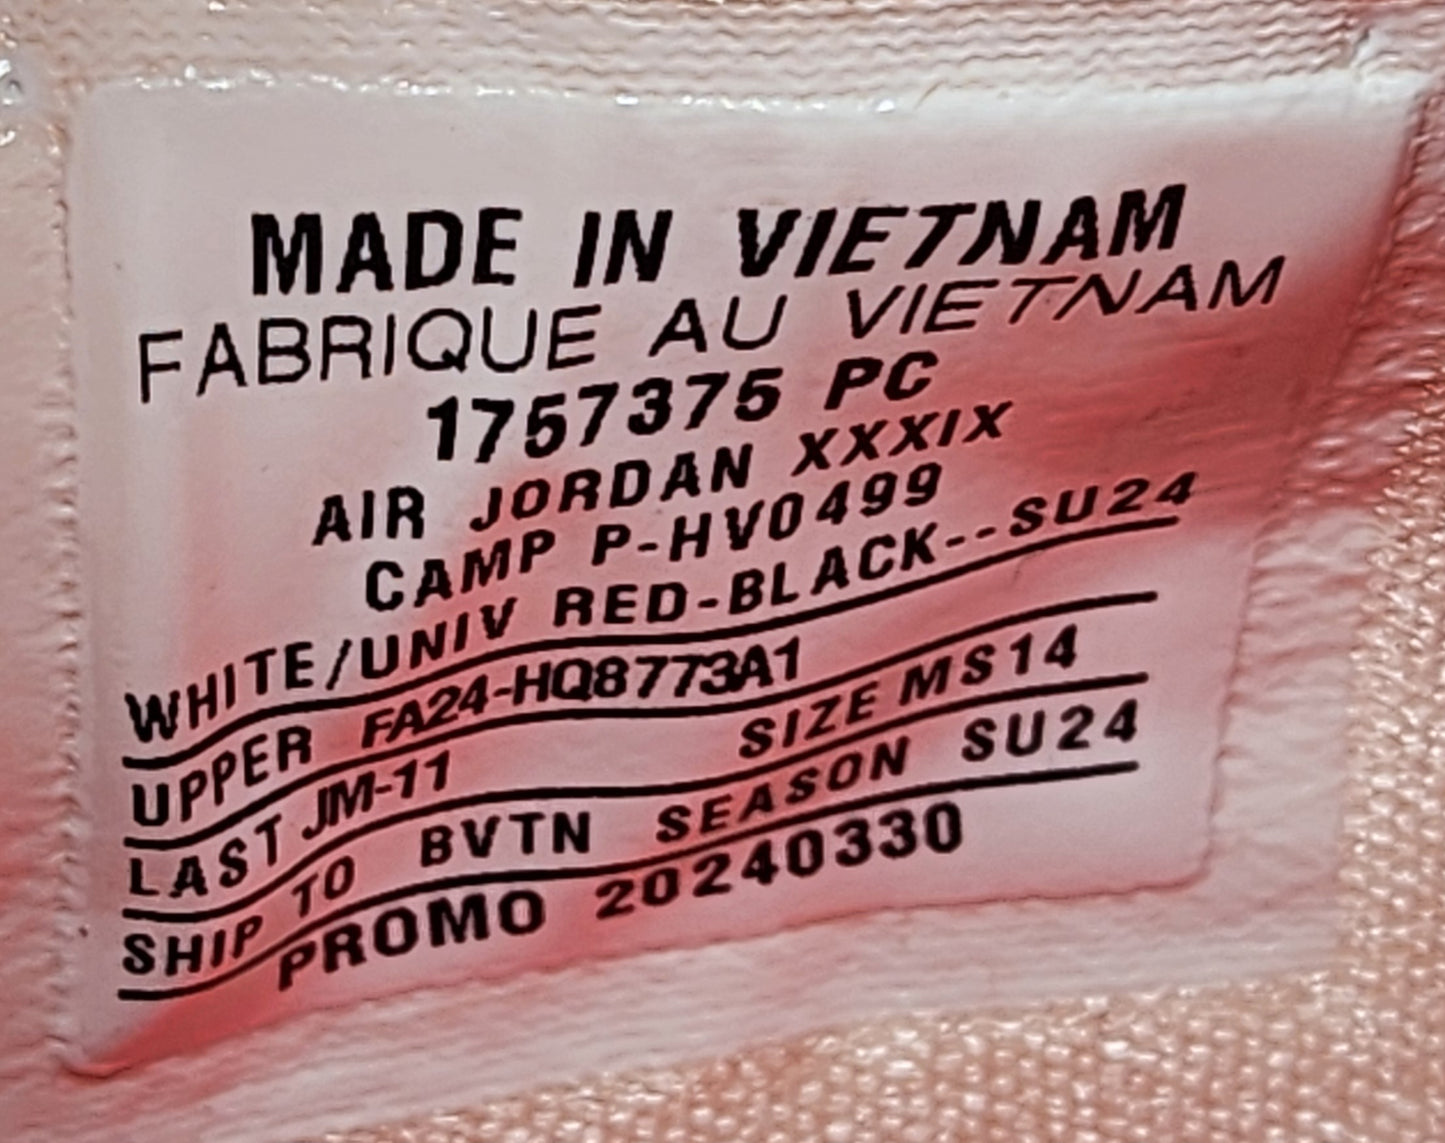 MADE IN VIETNAM
FABRIQUE AU VIETNAM
1757375 PC
AIR JORDAN XXXIX
CAMP P-HV0499
WHITE/UNIV RED-BLACK--SU24
UPPER FA24-HQ8773A1
LAST JM-11 SIZE MS14
SHIP TO BVTN SEASON SU24
PROMO 20240330